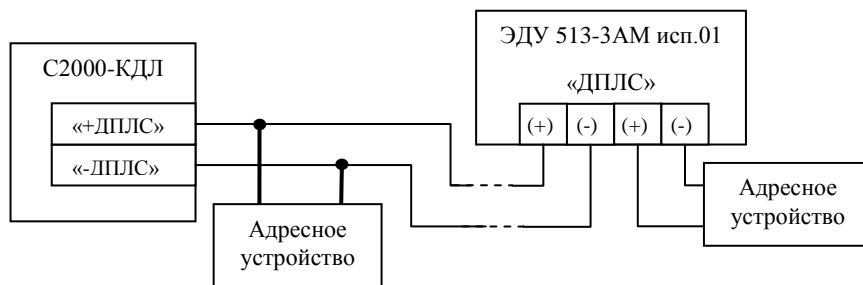 С2000-КДЛ
«+ДПЛС»
«-ДПЛС»
Адресное
устройство
ЭДУ 513-3АМ исп.01
«ДПЛС»
(+) (-) (+) (-)
Адресное
устройство